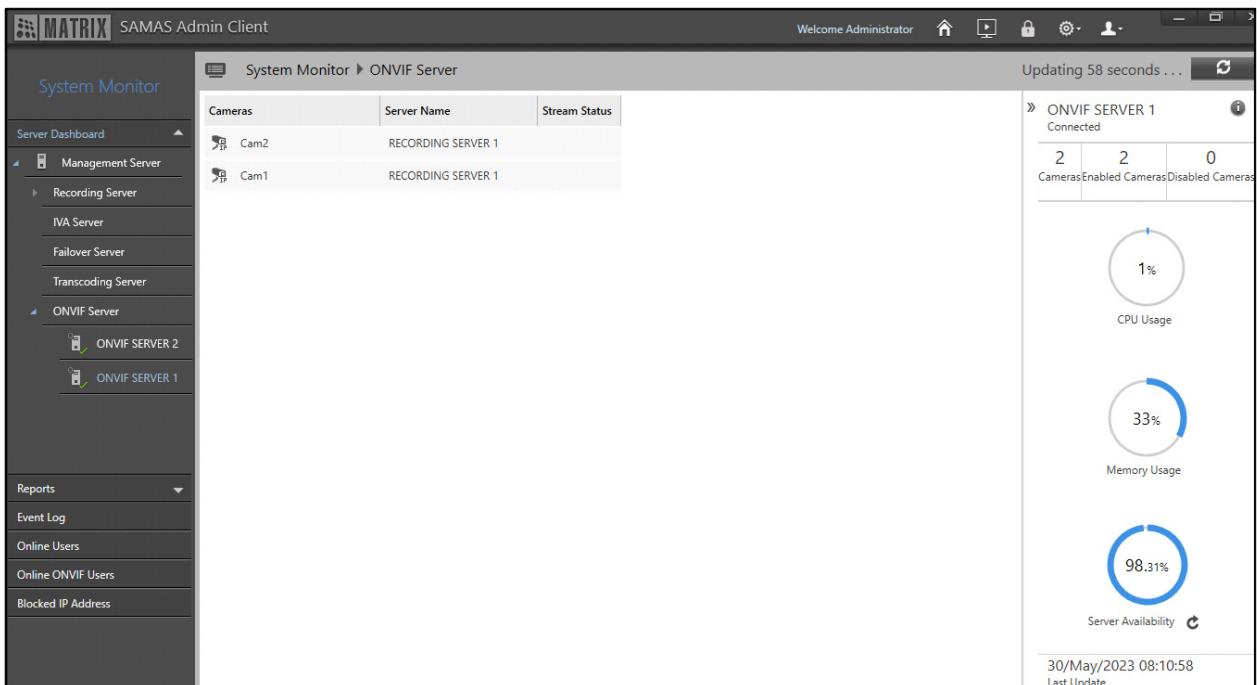 MATRIX SAMAS Admin Client
Welcome Administrator
System Monitor
Server Dashboard
Management Server
Recording Server
IVA Server
Failover Server
Transcoding Server
ONVIF Server
ONVIF SERVER 2
ONVIF SERVER 1
Reports
Event Log
Online Users
Online ONVIF Users
Blocked IP Address
System Monitor ONVIF Server
Updating 58 seconds . . .
Cameras Server Name Stream Status
Cam2 RECORDING SERVER 1
Cam1 RECORDING SERVER 1
ONVIF SERVER 1
Connected
2 2 0
Cameras Enabled Cameras Disabled Cameras
1%
CPU Usage
33%
Memory Usage
98.31%
Server Availability
30/May/2023 08:10:58
Last Update